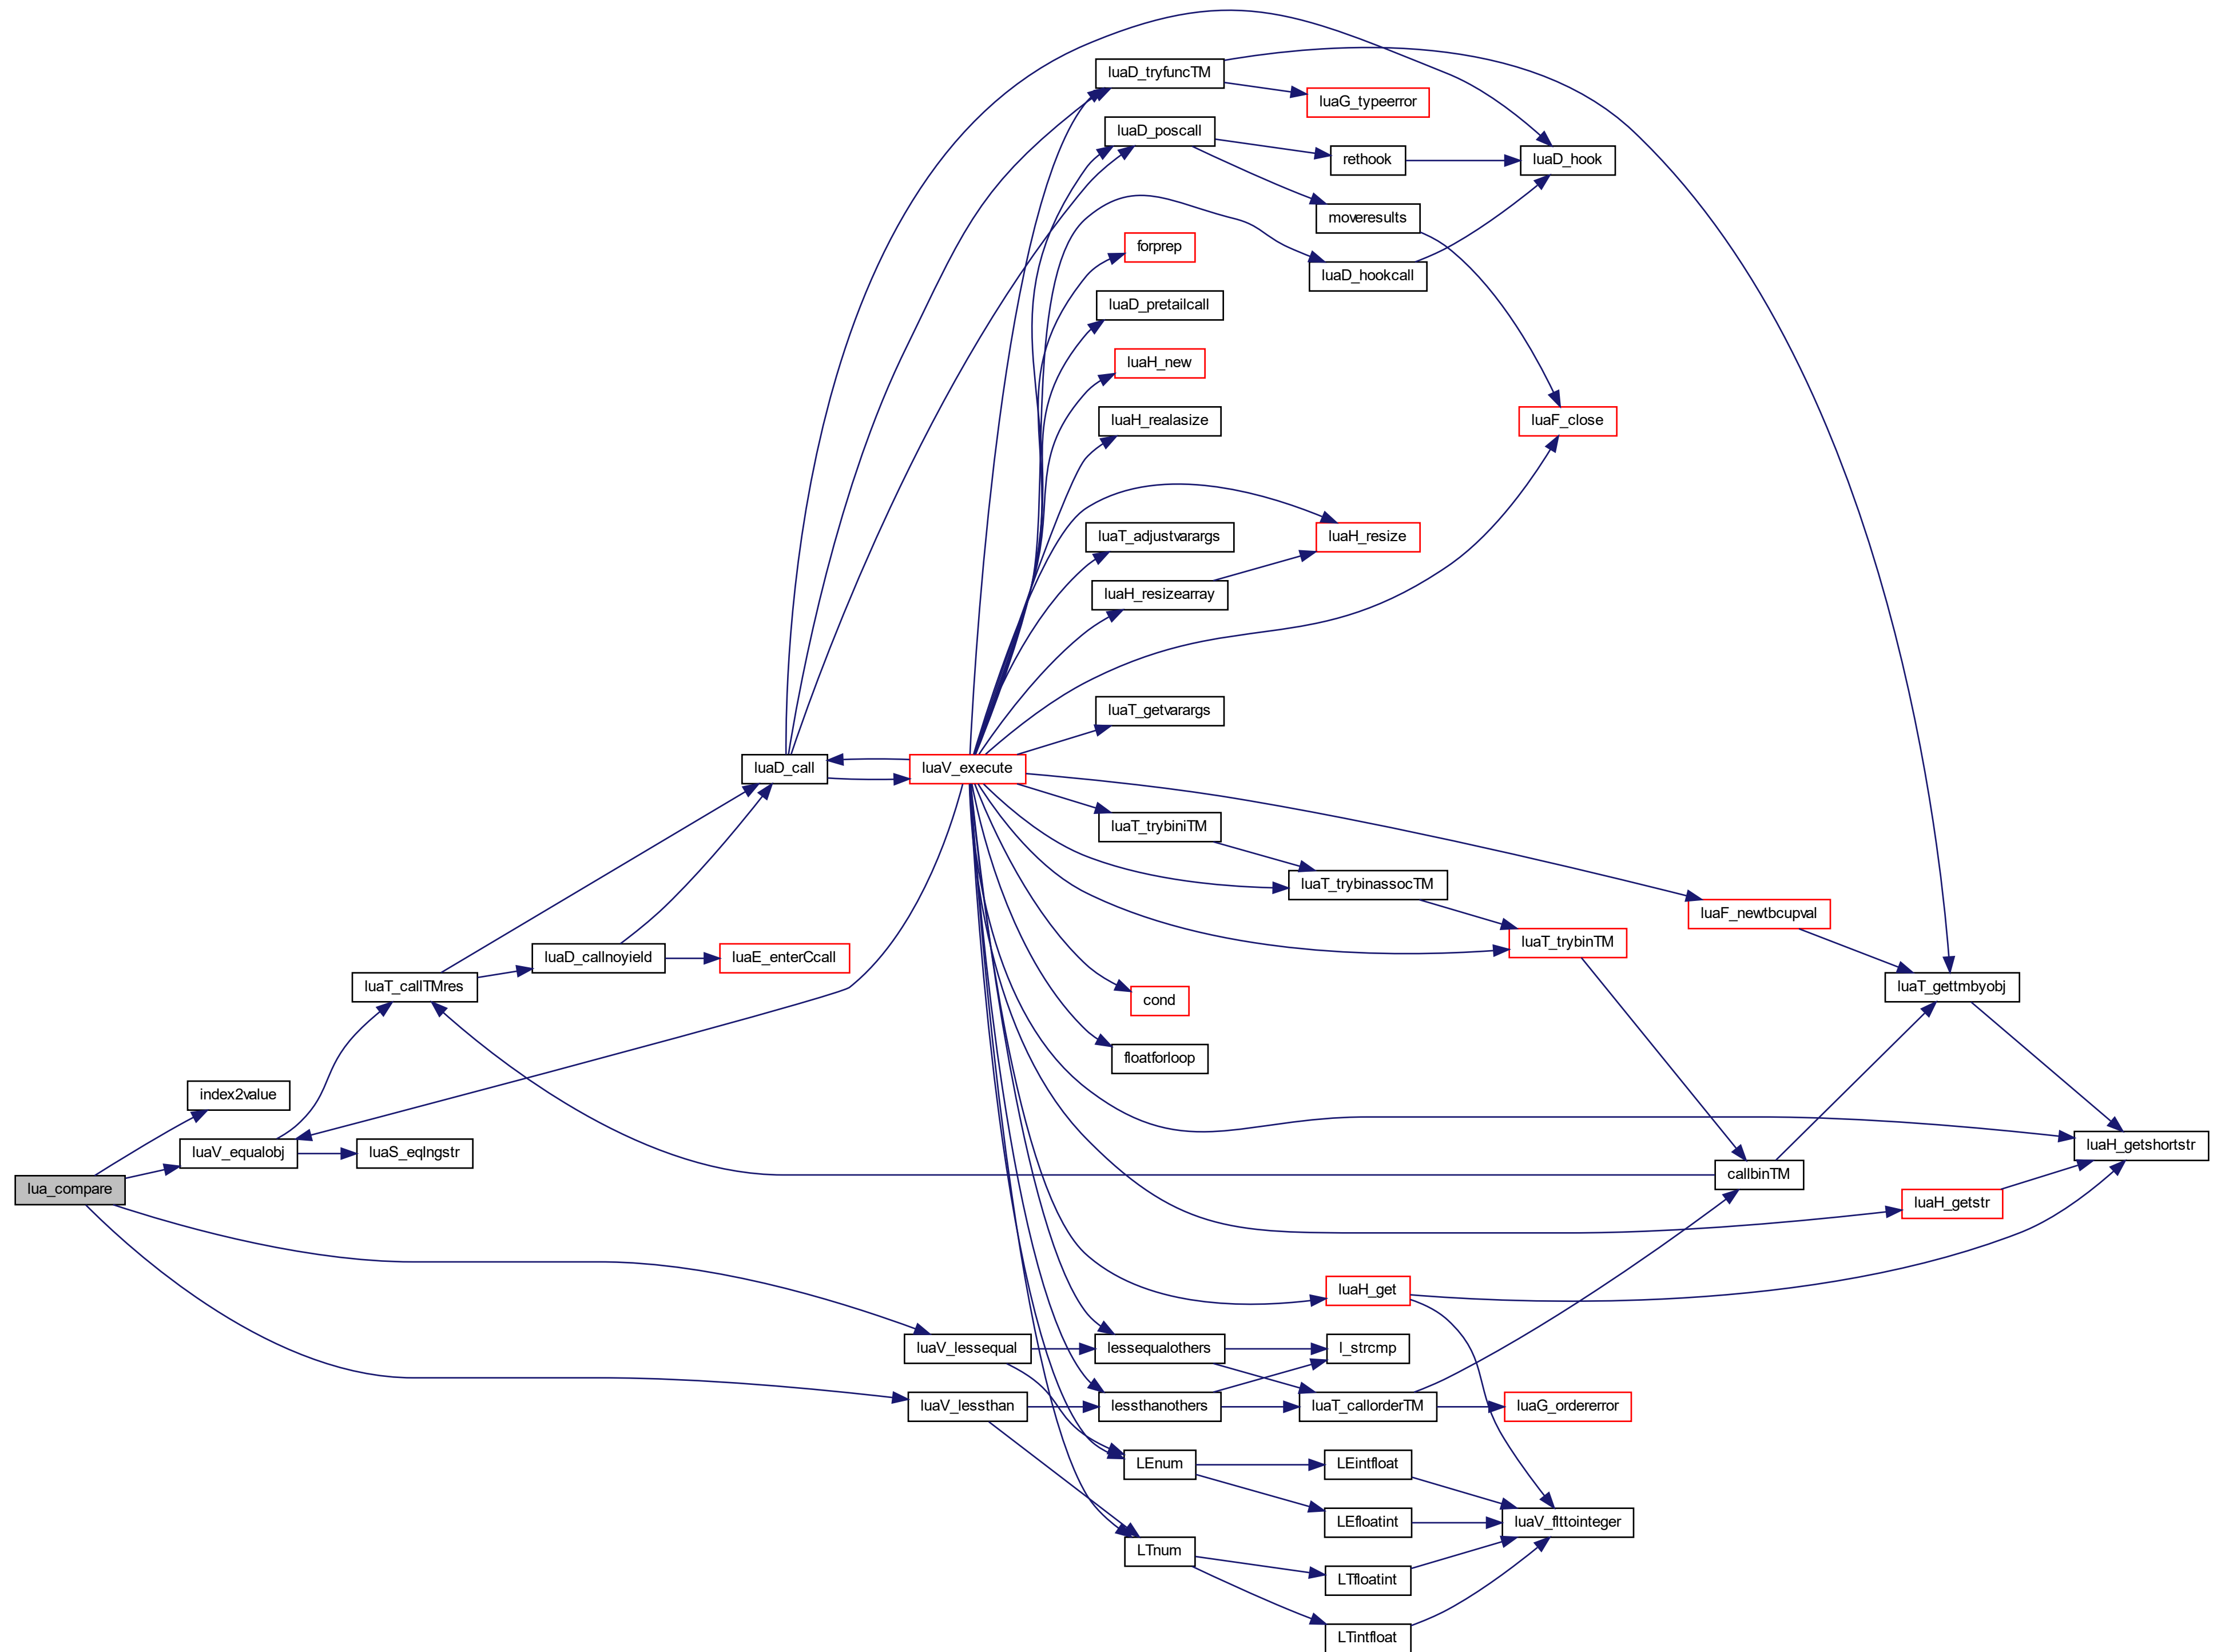 luaD_tryfuncTM
luaG_typeerror
luaD_poscall
rethook
luaD_hook
moveresults
forprep
luaD_hookcall
luaD_pretailcall
luaH_new
luaH_realasize
luaF_close
luaT_adjustvarargs
luaH_resize
luaH_resizearray
luaT_getvarargs
luaD_call
luaV_execute
luaT_trybiniTM
luaT_trybinassocTM
luaF_newtbcupval
luaT_trybinTM
luaD_callnoyield
luaE_enterCcall
luaT_callTMres
luaT_gettmbyobj
cond
floatforloop
index2value
luaV_equalobj
luaS_eqlngstr
luaH_getshortstr
callbinTM
lua_compare
luaH_getstr
luaH_get
luaV_lessequal
lessequalothers
l_strcmp
luaV_lessthan
lessthanothers
luaT_callorderTM
luaG_ordererror
LEnum
LEintfloat
LEfloatint
luaV_flttointeger
LTnum
LTfloatint
LTintfloat